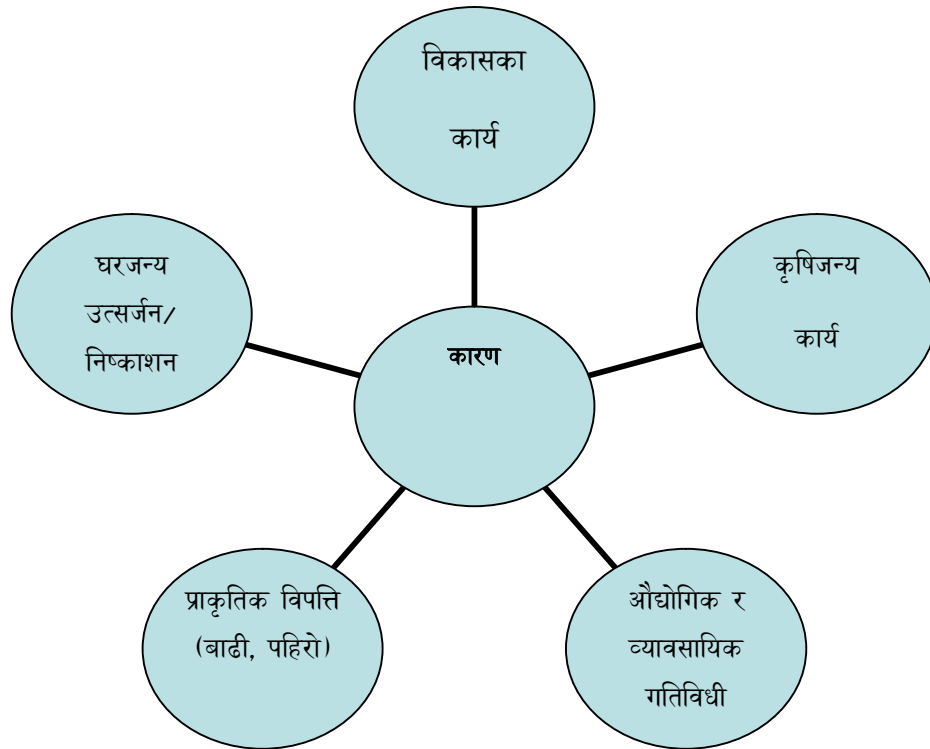 विकासका
कार्य
घरजन्य
उत्सर्जन/
निष्काशन
कृषिजन्य
कार्य
कारण
प्राकृतिक विपत्ति
(बाढी, पहिरो)
औद्योगिक र
व्यावसायिक
गतिविधी